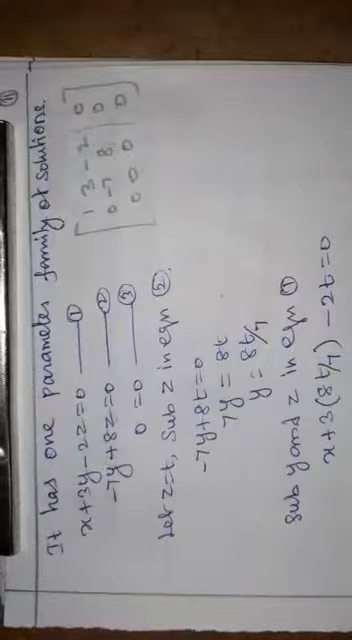 11
It has one parameter family of solutions.
x+3y-2z=0 ——— ①
-7y+8z=0 ——— ②
0 = 0 ——— ③
[ 1 3 -2 | 0
0 -7 8 | 0
0 0 0 | 0 ]
Let z=t, Sub z in eqn ②.
-7y+8t=0
7y = 8t
y = 8t/7
Sub y and z in eqn ①
x+3(8t/7) -2t=0